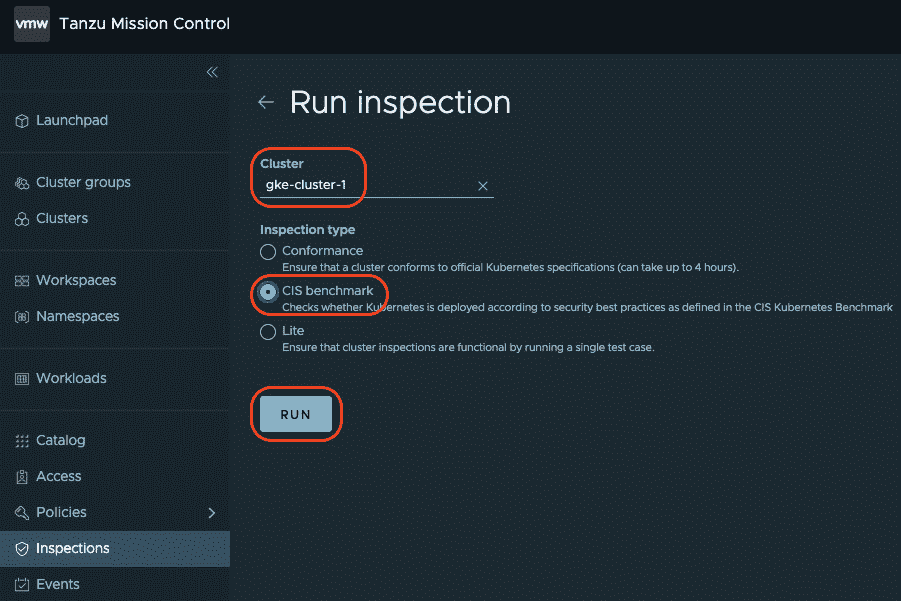 vmw Tanzu Mission Control
Launchpad
Cluster groups
Clusters
Workspaces
Namespaces
Workloads
Catalog
Access
Policies
Inspections
Events
Run inspection
Cluster
gke-cluster-1
Inspection type
Conformance
Ensure that a cluster conforms to official Kubernetes specifications (can take up to 4 hours).
CIS benchmark
Checks whether Kubernetes is deployed according to security best practices as defined in the CIS Kubernetes Benchmark
Lite
Ensure that cluster inspections are functional by running a single test case.
RUN